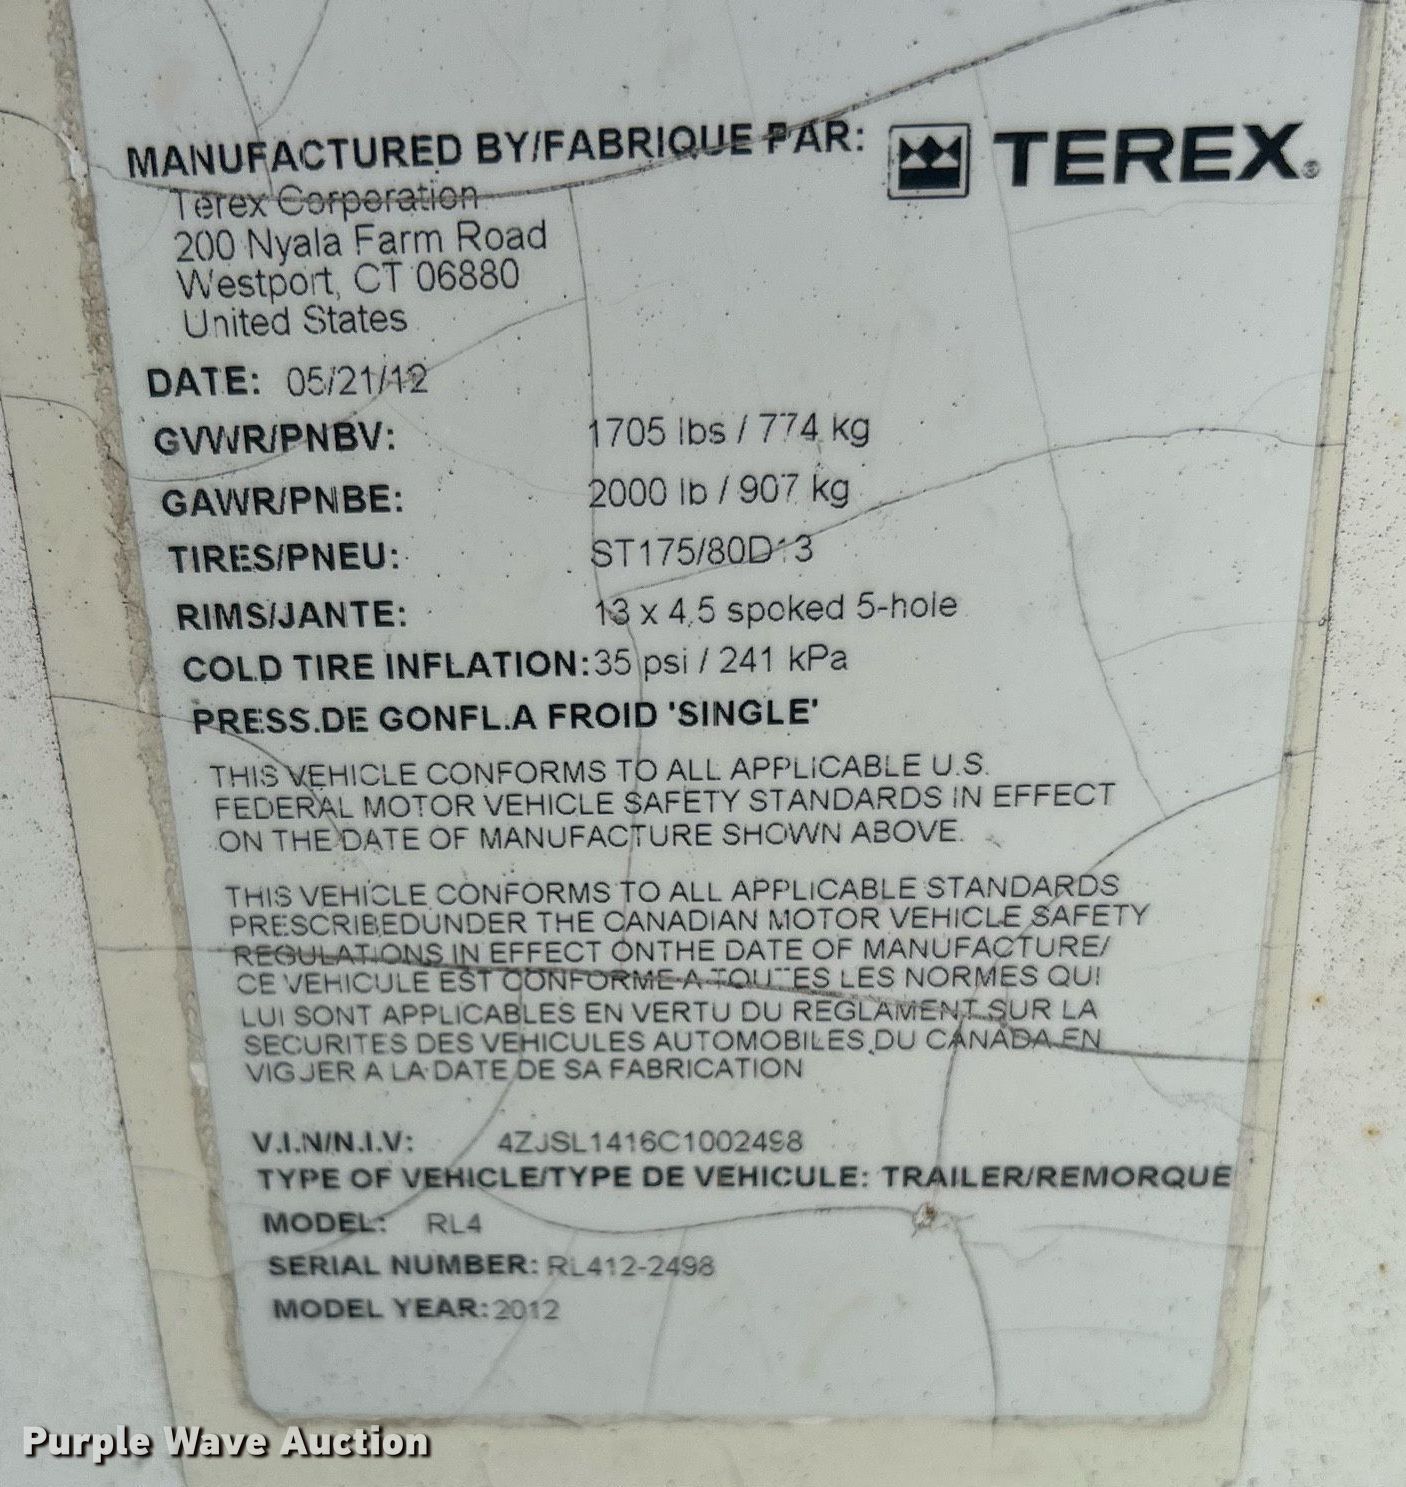 MANUFACTURED BY/FABRIQUE PAR: TEREX®
Terex Corporation
200 Nyala Farm Road
Westport, CT 06880
United States
DATE: 05/21/12
GVWR/PNBV: 1705 lbs / 774 kg
GAWR/PNBE: 2000 lb / 907 kg
TIRES/PNEU: ST175/80D13
RIMS/JANTE: 13 x 4.5 spoked 5-hole
COLD TIRE INFLATION: 35 psi / 241 kPa
PRESS.DE GONFL.A FROID 'SINGLE'
THIS VEHICLE CONFORMS TO ALL APPLICABLE U.S.
FEDERAL MOTOR VEHICLE SAFETY STANDARDS IN EFFECT
ON THE DATE OF MANUFACTURE SHOWN ABOVE.
THIS VEHICLE CONFORMS TO ALL APPLICABLE STANDARDS
PRESCRIBEDUNDER THE CANADIAN MOTOR VEHICLE SAFETY
REGULATIONS IN EFFECT ONTHE DATE OF MANUFACTURE/
CE VEHICULE EST CONFORME A TOUTES LES NORMES QUI
LUI SONT APPLICABLES EN VERTU DU REGLAMENT SUR LA
SECURITES DES VEHICULES AUTOMOBILES DU CANADA EN
VIGJER A LA DATE DE SA FABRICATION
V.I.N/N.I.V: 4ZJSL1416C1002498
TYPE OF VEHICLE/TYPE DE VEHICULE: TRAILER/REMORQUE
MODEL: RL4
SERIAL NUMBER: RL412-2498
MODEL YEAR: 2012
Purple Wave Auction